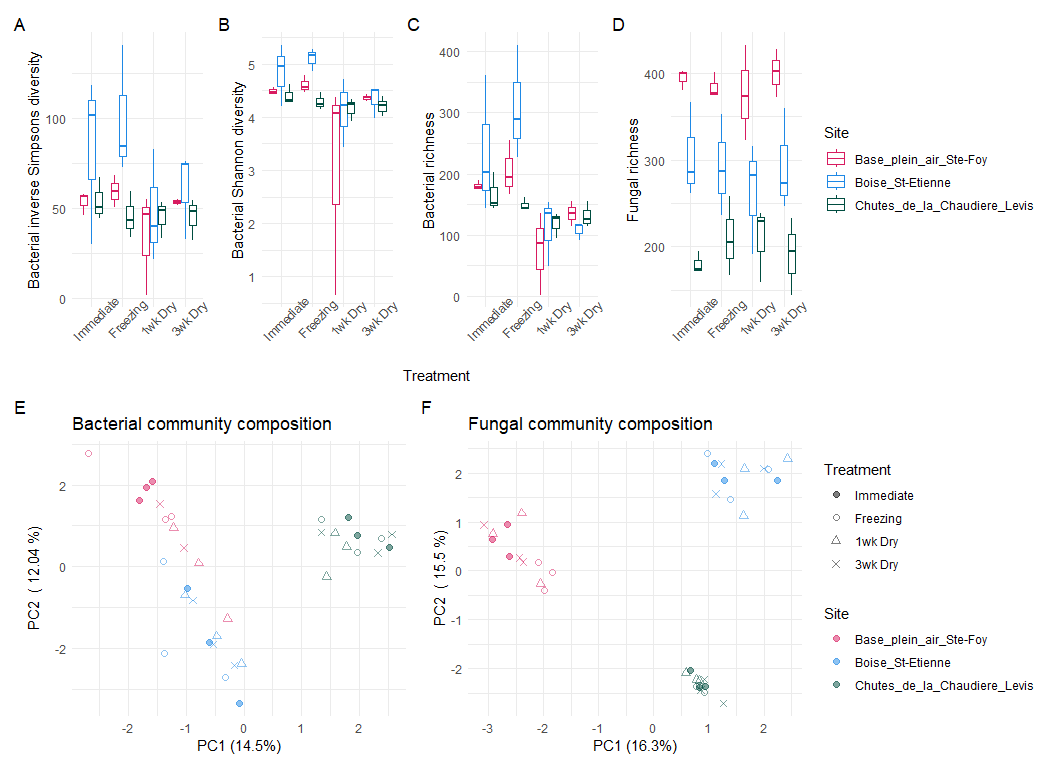 A
B
C
D
Bacterial inverse Simpsons diversity
100
50
0
Immediate
Freezing
1wk Dry
3wk Dry
Bacterial Shannon diversity
5
4
3
2
1
Immediate
Freezing
1wk Dry
3wk Dry
Bacterial richness
400
300
200
100
0
Immediate
Freezing
1wk Dry
3wk Dry
Fungal richness
400
300
200
Immediate
Freezing
1wk Dry
3wk Dry
Site
Base_plein_air_Ste-Foy
Boise_St-Etienne
Chutes_de_la_Chaudiere_Levis
Treatment
E
Bacterial community composition
PC2 ( 12.04 %)
2
0
-2
-2
-1
0
1
2
PC1 (14.5%)
F
Fungal community composition
PC2 ( 15.5 %)
2
1
0
-1
-2
-3
-2
-1
0
1
2
PC1 (16.3%)
Treatment
Immediate
Freezing
1wk Dry
3wk Dry
Site
Base_plein_air_Ste-Foy
Boise_St-Etienne
Chutes_de_la_Chaudiere_Levis